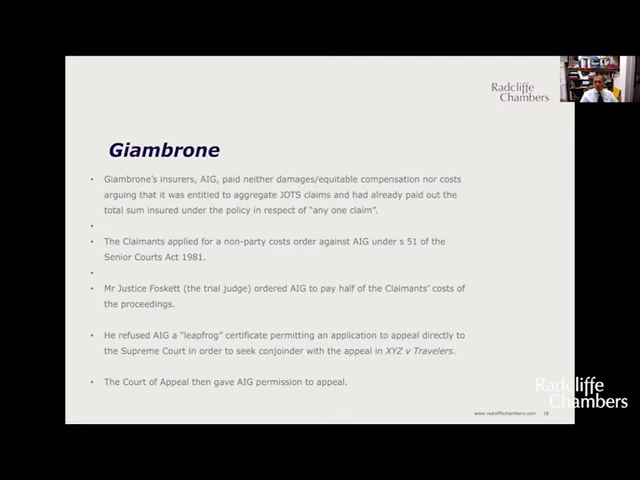 Radcliffe
Chambers
Giambrone
• Giambrone's insurers, AIG, paid neither damages/equitable compensation nor costs
arguing that it was entitled to aggregate JOTS claims and had already paid out the
total sum insured under the policy in respect of "any one claim".
•
• The Claimants applied for a non-party costs order against AIG under s 51 of the
Senior Courts Act 1981.
•
• Mr Justice Foskett (the trial judge) ordered AIG to pay half of the Claimants' costs of
the proceedings.
• He refused AIG a "leapfrog" certificate permitting an application to appeal directly to
the Supreme Court in order to seek conjoinder with the appeal in XYZ v Travelers.
• The Court of Appeal then gave AIG permission to appeal.
Radcliffe
Chambers
www.radcliffechambers.com 18